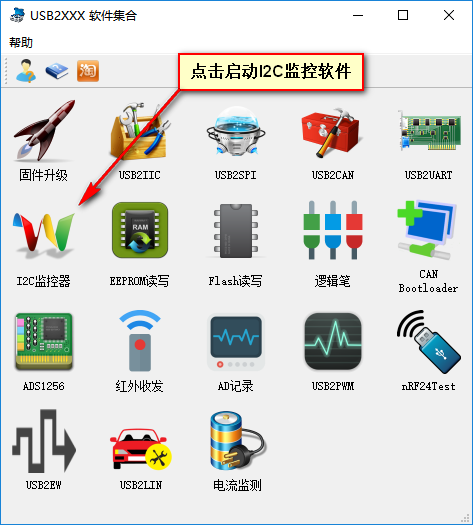 USB2XXX 软件集合
帮助
淘
点击启动I2C监控软件
固件升级
USB2IIC
USB2SPI
USB2CAN
USB2UART
I2C监控器
RAM
EEPROM读写
Flash读写
逻辑笔
CAN
Bootloader
ADS1256
红外收发
AD记录
USB2PWM
nRF24Test
USB2EW
USB2LIN
电流监测